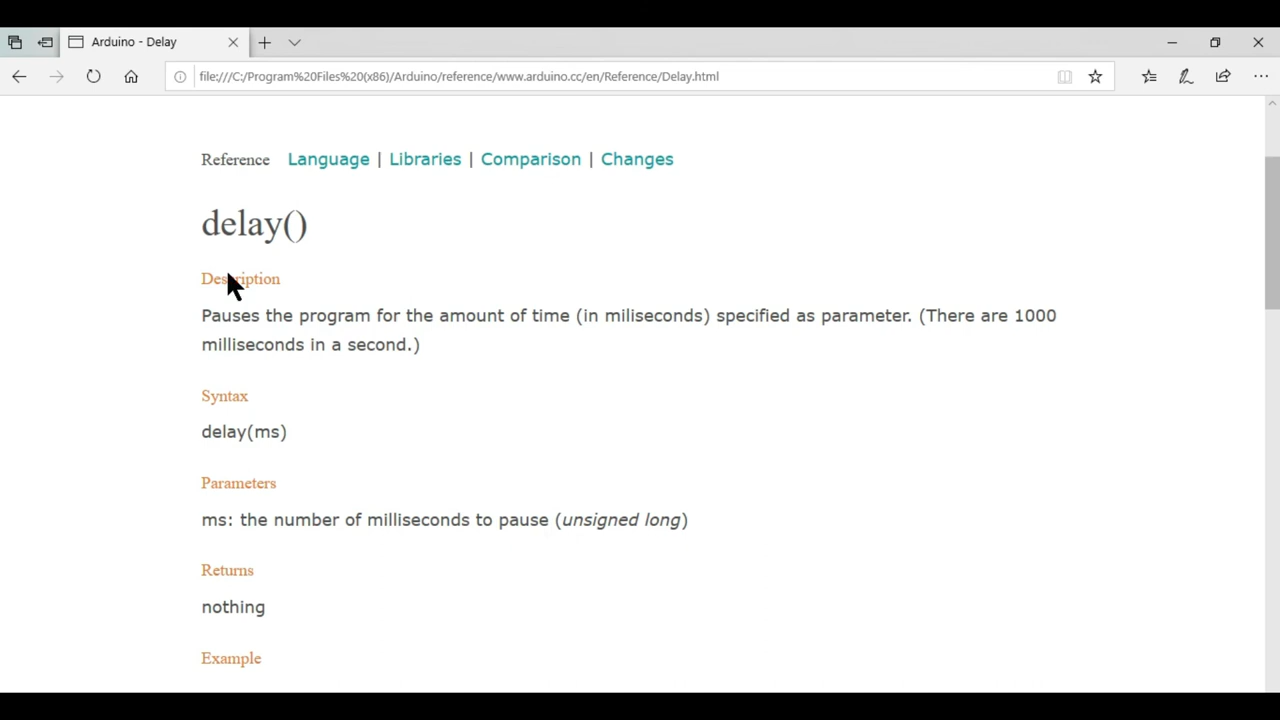 Arduino - Delay
file:///C:/Program%20Files%20(x86)/Arduino/reference/www.arduino.cc/en/Reference/Delay.html
Reference Language | Libraries | Comparison | Changes
delay()
Description
Pauses the program for the amount of time (in miliseconds) specified as parameter. (There are 1000
milliseconds in a second.)
Syntax
delay(ms)
Parameters
ms: the number of milliseconds to pause (unsigned long)
Returns
nothing
Example